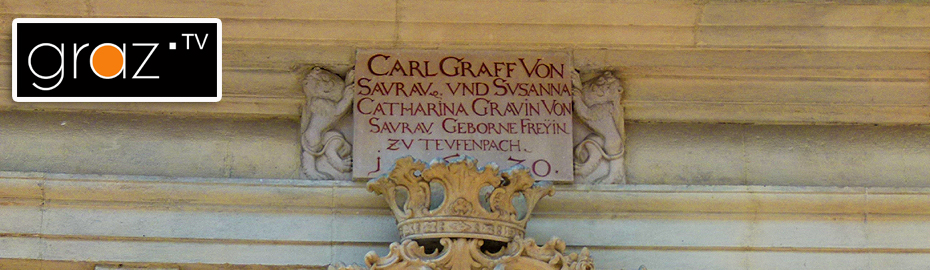 graz TV
CARL GRAFF VON
SAVRAV. VND SVSANNA
CATHARINA GRAVIN VON
SAVRAV. GEBORNE FREYIN
ZV TEVFENPACH.